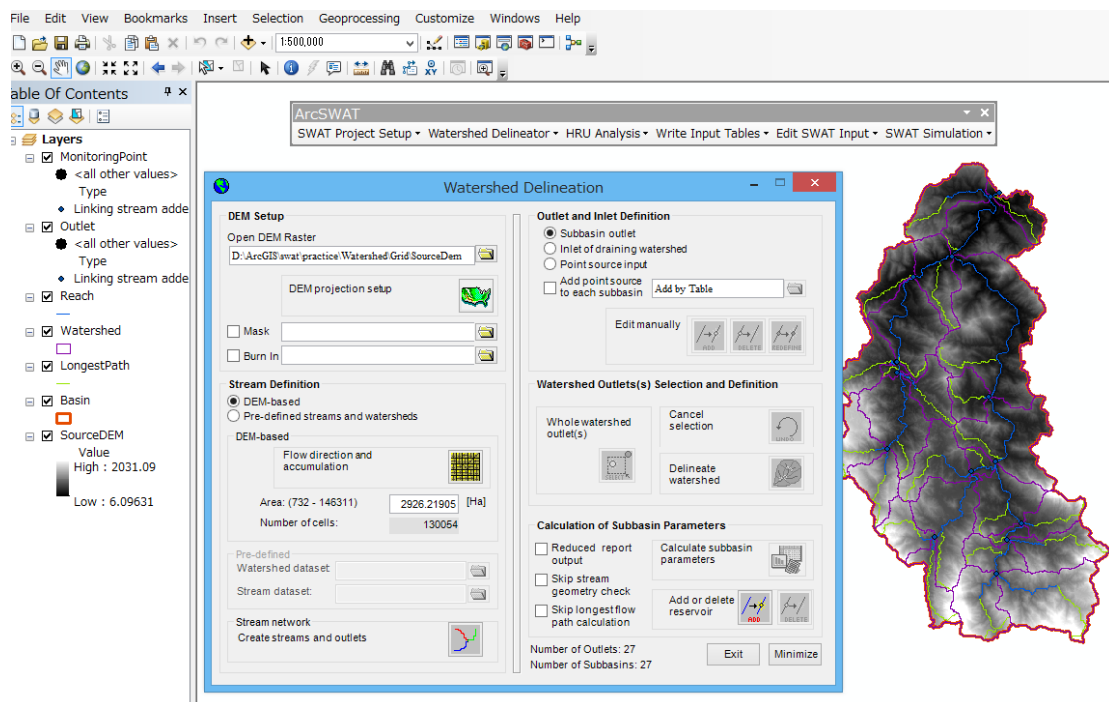 File Edit View Bookmarks Insert Selection Geoprocessing Customize Windows Help
1:500,000
Table Of Contents
Layers
MonitoringPoint
<all other values>
Type
Linking stream adde
Outlet
<all other values>
Type
Linking stream adde
Reach
Watershed
LongestPath
Basin
SourceDEM
Value
High : 2031.09
Low : 6.09631
ArcSWAT
SWAT Project Setup Watershed Delineator HRU Analysis Write Input Tables Edit SWAT Input SWAT Simulation
Watershed Delineation
DEM Setup
Open DEM Raster
D:\ArcGIS\swat\practice\Watershed\Grid\SourceDem
DEM projection setup
Mask
Burn In
Stream Definition
DEM-based
Pre-defined streams and watersheds
DEM-based
Flow direction and
accumulation
Area: (732 - 146311) 2926.21905 [Ha]
Number of cells: 130054
Pre-defined
Watershed dataset
Stream dataset:
Stream network
Create streams and outlets
Outlet and Inlet Definition
Subbasin outlet
Inlet of draining watershed
Point source input
Add point source
to each subbasin
Add by Table
Edit manually
ADD DELETE REDEFINE
Watershed Outlets(s) Selection and Definition
Whole watershed
outlet(s)
SELECT
Cancel
selection
UNDO
Delineate
watershed
Calculation of Subbasin Parameters
Reduced report
output
Skip stream
geometry check
Skip longest flow
path calculation
Calculate subbasin
parameters
Add or delete
reservoir
ADD DELETE
Number of Outlets: 27
Number of Subbasins: 27
Exit Minimize